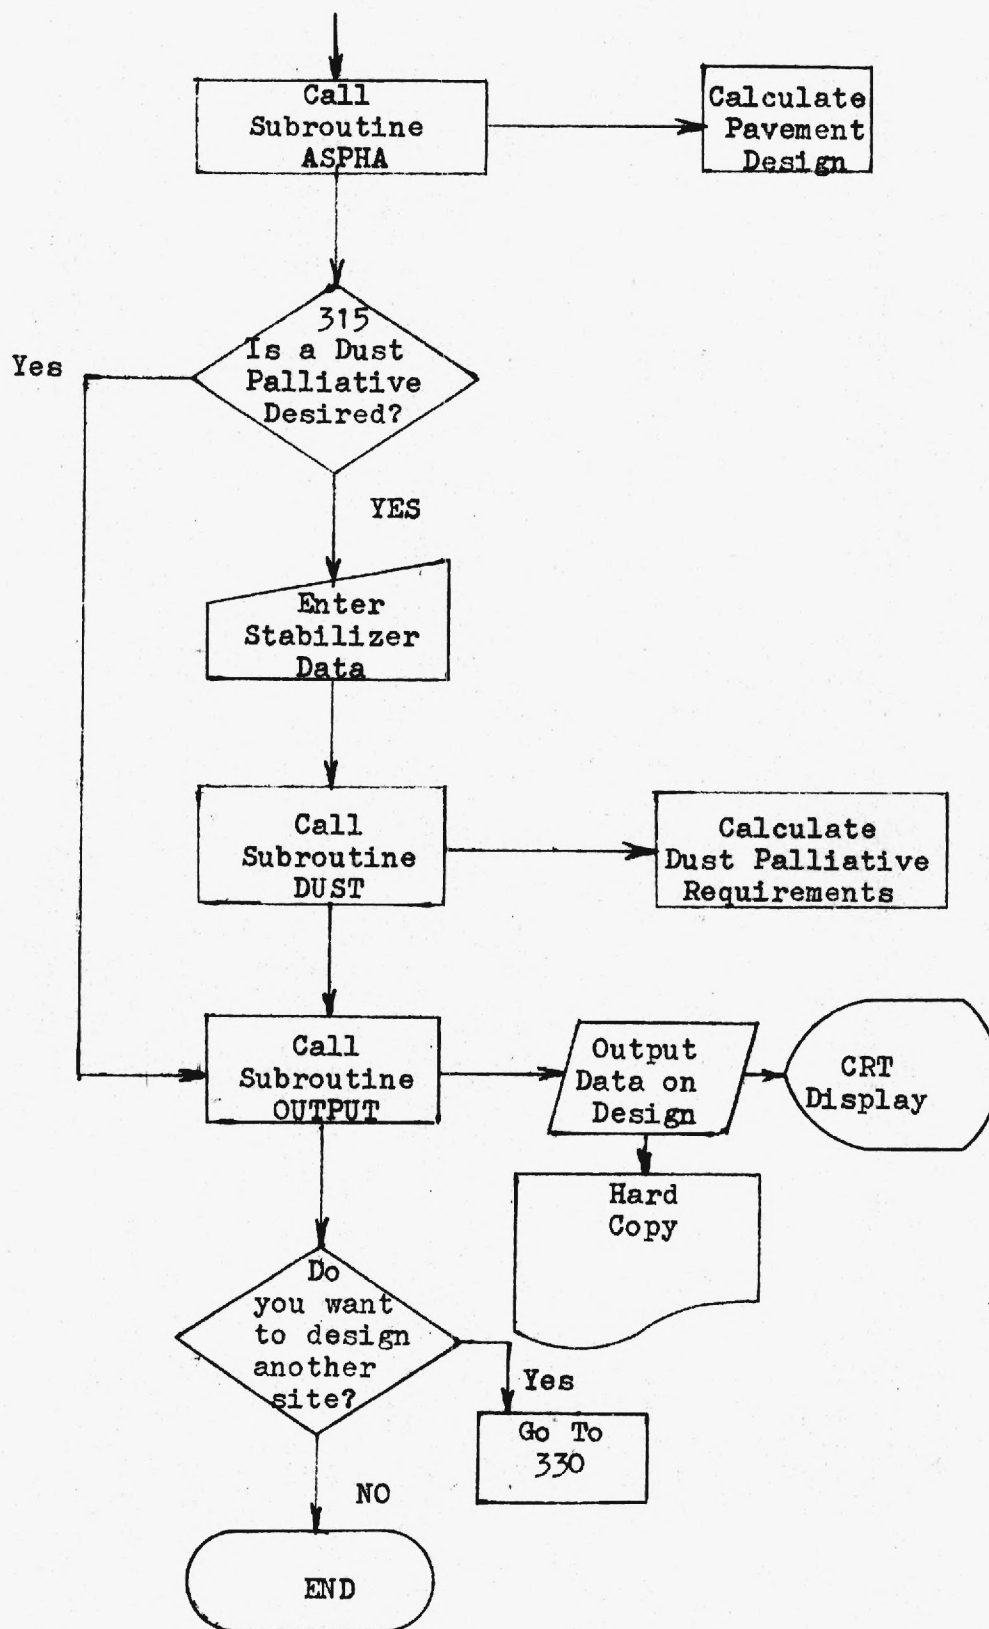 Call
Subroutine
ASPHA
Calculate
Pavement
Design
315
Is a Dust
Palliative
Desired?
Yes
YES
Enter
Stabilizer
Data
Call
Subroutine
DUST
Calculate
Dust Palliative
Requirements
Call
Subroutine
OUTPUT
Output
Data on
Design
CRT
Display
Hard
Copy
Do
you want
to design
another
site?
Yes
Go To
330
NO
END